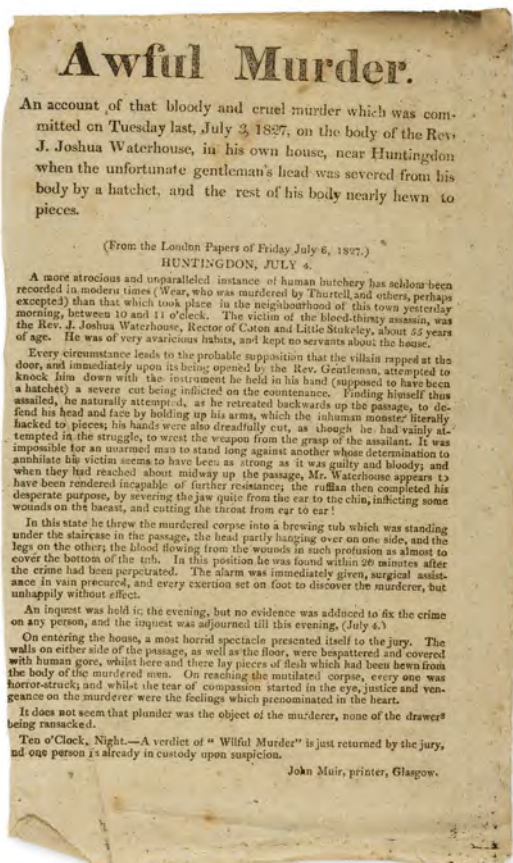 Awful Murder.
An account of that bloody and cruel murder which was com-
mitted on Tuesday last, July 3, 1827, on the body of the Rev.
J. Joshua Waterhouse, in his own house, near Huntingdon
when the unfortunate gentleman's head was severed from his
body by a hatchet, and the rest of his body nearly hewn to
pieces.
(From the London Papers of Friday July 6, 1827.)
HUNTINGDON, JULY 4.
A more atrocious and unparalleled instance of human butchery has seldom been
recorded in modern times (Wear, who was murdered by Thurtell, and others, perhaps
excepted) than that which took place in the neighbourhood of this town yesterday
morning, between 10 and 11 o'clock. The victim of the blood-thirsty assassin, was
the Rev. J. Joshua Waterhouse, Rector of Coton and Little Stukeley, about 55 years
of age. He was of very avaricious habits, and kept no servants about the house.
Every circumstance leads to the probable supposition that the villain rapped at the
door, and immediately upon its being opened by the Rev. Gentleman, attempted to
knock him down with the instrument he held in his hand (supposed to have been
a hatchet) a severe cut being inflicted on the countenance. Finding himself thus
assailed, he naturally attempted, as he retreated backwards up the passage, to de-
fend his head and face by holding up his arms, which the inhuman monster literally
hacked to pieces; his hands were also dreadfully cut, as though he had vainly at-
tempted in the struggle, to wrest the weapon from the grasp of the assailant. It was
impossible for an unarmed man to stand long against another whose determination to
annhilate his victim seems to have been as strong as it was guilty and bloody; and
when they had reached about midway up the passage, Mr. Waterhouse appears to
have been rendered incapable of further resistance; the ruffian then completed his
desperate purpose, by severing the jaw quite from the ear to the chin, inflicting some
wounds on the bacast, and cutting the throat from ear to ear!
In this state he threw the murdered corpse into a brewing tub which was standing
under the staircase in the passage, the head partly hanging over on one side, and the
legs on the other; the blood flowing from the wounds in such profusion as almost to
cover the bottom of the tub. In this position he was found within 20 minutes after
the crime had been perpetrated. The alarm was immediately given, surgical assist-
ance in vain procured, and every exertion set on foot to discover the murderer, but
unhappily without effect.
An inquest was held in the evening, but no evidence was adduced to fix the crime
on any person, and the inquest was adjourned till this evening, (July 4.)
On entering the house, a most horrid spectacle presented itself to the jury. The
walls on either side of the passage, as well as the floor, were bespattered and covered
with human gore, whilst here and there lay pieces of flesh which had been hewn from
the body of the murdered men. On reaching the mutilated corpse, every one was
horror-struck; and whilst the tear of compassion started in the eye, justice and ven-
geance on the murderer were the feelings which prenominated in the heart.
It does not seem that plunder was the object of the murderer, none of the drawers
being ransacked.
Ten o'Clock, Night.—A verdict of " Wilful Murder" is just returned by the jury,
nd one person is already in custody upon suspicion.
John Muir, printer, Glasgow.